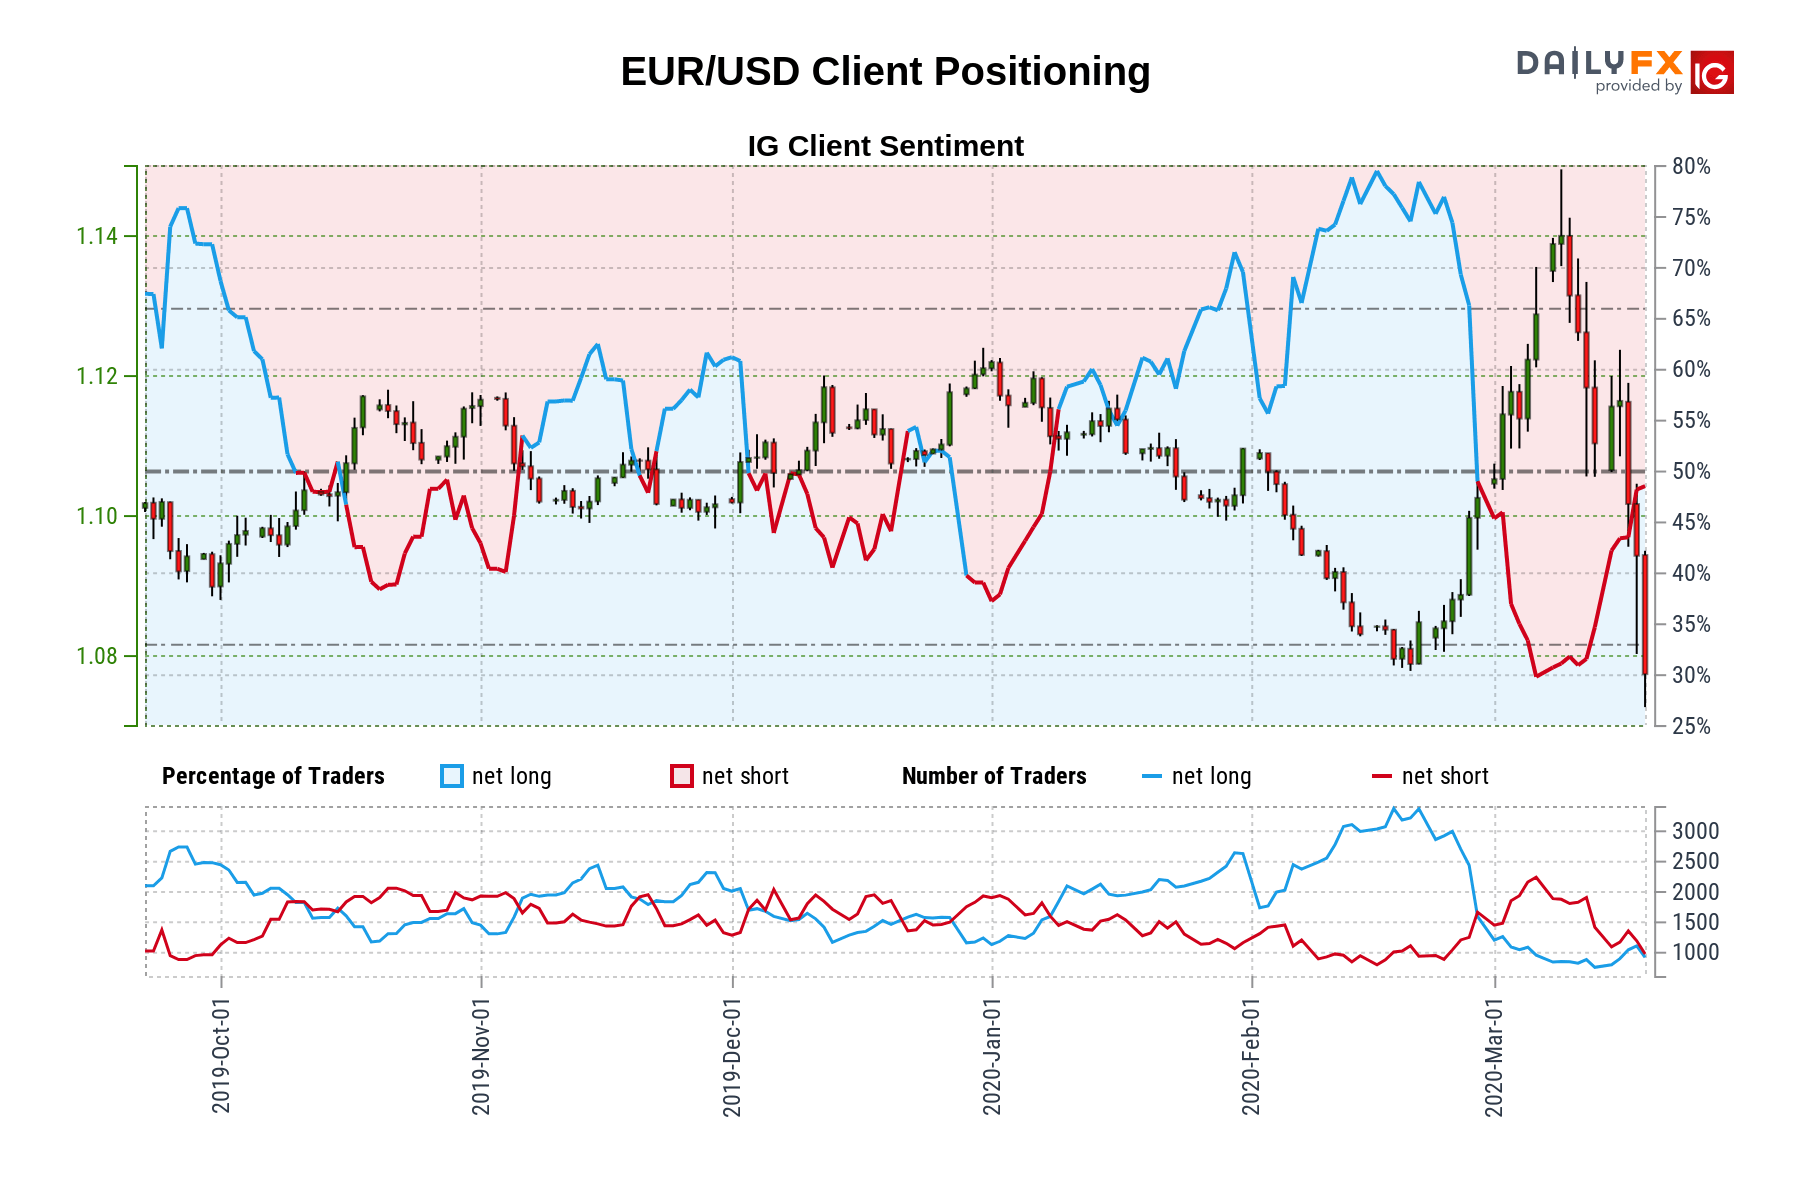 EUR/USD Client Positioning
DAILYFX
provided by
IG
IG Client Sentiment
1.14
1.12
1.10
1.08
80%
75%
70%
65%
60%
55%
50%
45%
40%
35%
30%
25%
Percentage of Traders net long net short Number of Traders net long net short
3000
2500
2000
1500
1000
2019-Oct-01
2019-Nov-01
2019-Dec-01
2020-Jan-01
2020-Feb-01
2020-Mar-01